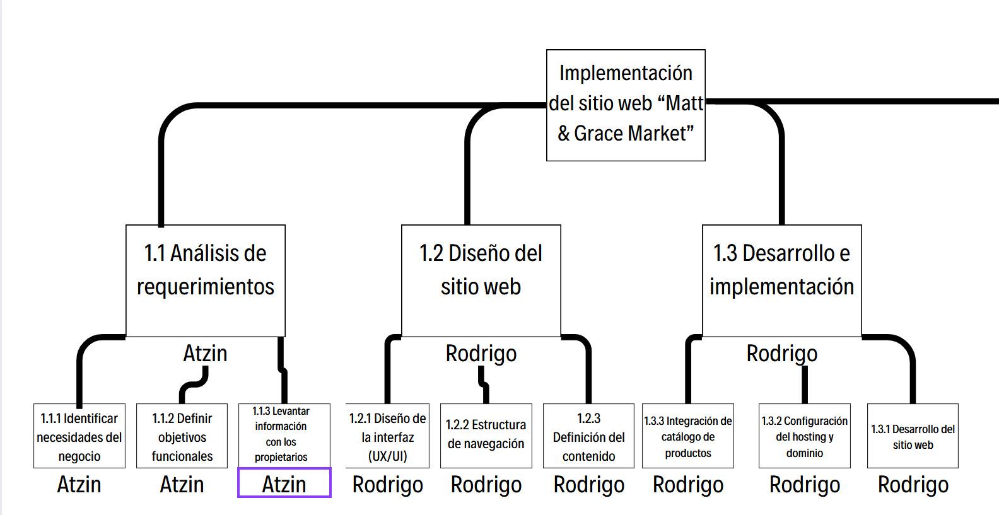 Implementación
del sitio web “Matt
& Grace Market”
1.1 Análisis de
requerimientos
Atzin
1.2 Diseño del
sitio web
Rodrigo
1.3 Desarrollo e
implementación
Rodrigo
1.1.1 Identificar
necesidades del
negocio
Atzin
1.1.2 Definir
objetivos
funcionales
Atzin
1.1.3 Levantar
información
con los
propietarios
Atzin
1.2.1 Diseño de
la interfaz
(UX/UI)
Rodrigo
1.2.2 Estructura
de navegación
Rodrigo
1.2.3
Definición del
contenido
Rodrigo
1.3.3 Integración de
catálogo de
productos
Rodrigo
1.3.2 Configuración
del hosting y
dominio
Rodrigo
1.3.1 Desarrollo del
sitio web
Rodrigo